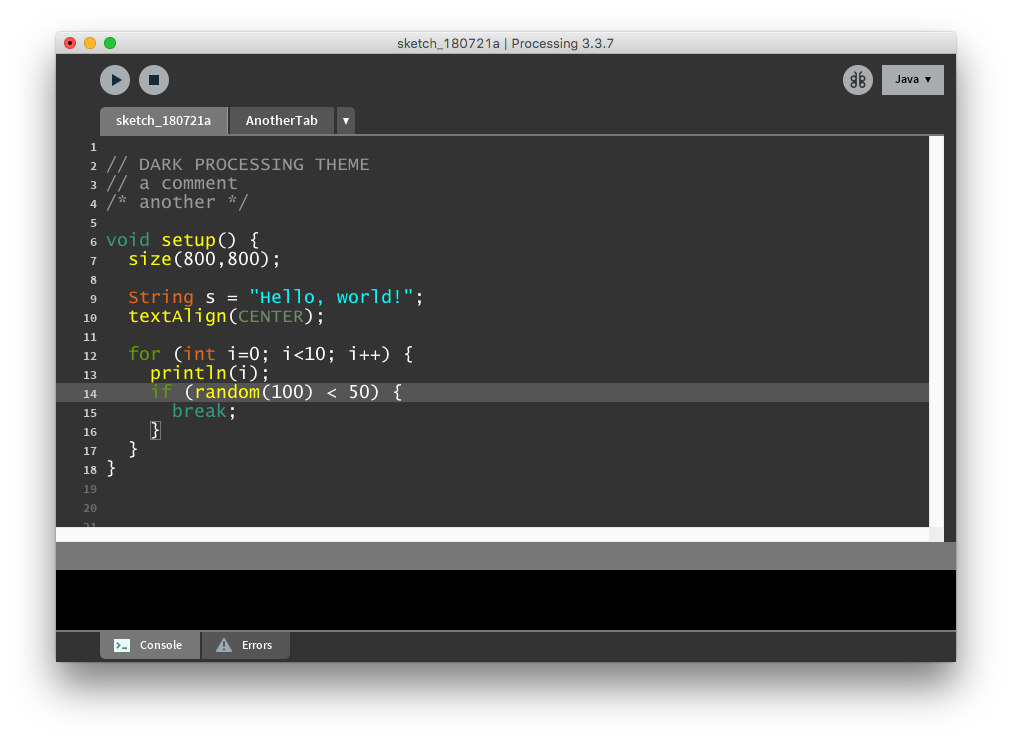 sketch_180721a | Processing 3.3.7
Java ▼
sketch_180721a AnotherTab ▼
1
2 // DARK PROCESSING THEME
3 // a comment
4 /* another */
5
6 void setup() {
7   size(800,800);
8
9   String s = "Hello, world!";
10   textAlign(CENTER);
11
12   for (int i=0; i<10; i++) {
13     println(i);
14     if (random(100) < 50) {
15       break;
16     }
17   }
18 }
19
20
21
Console Errors